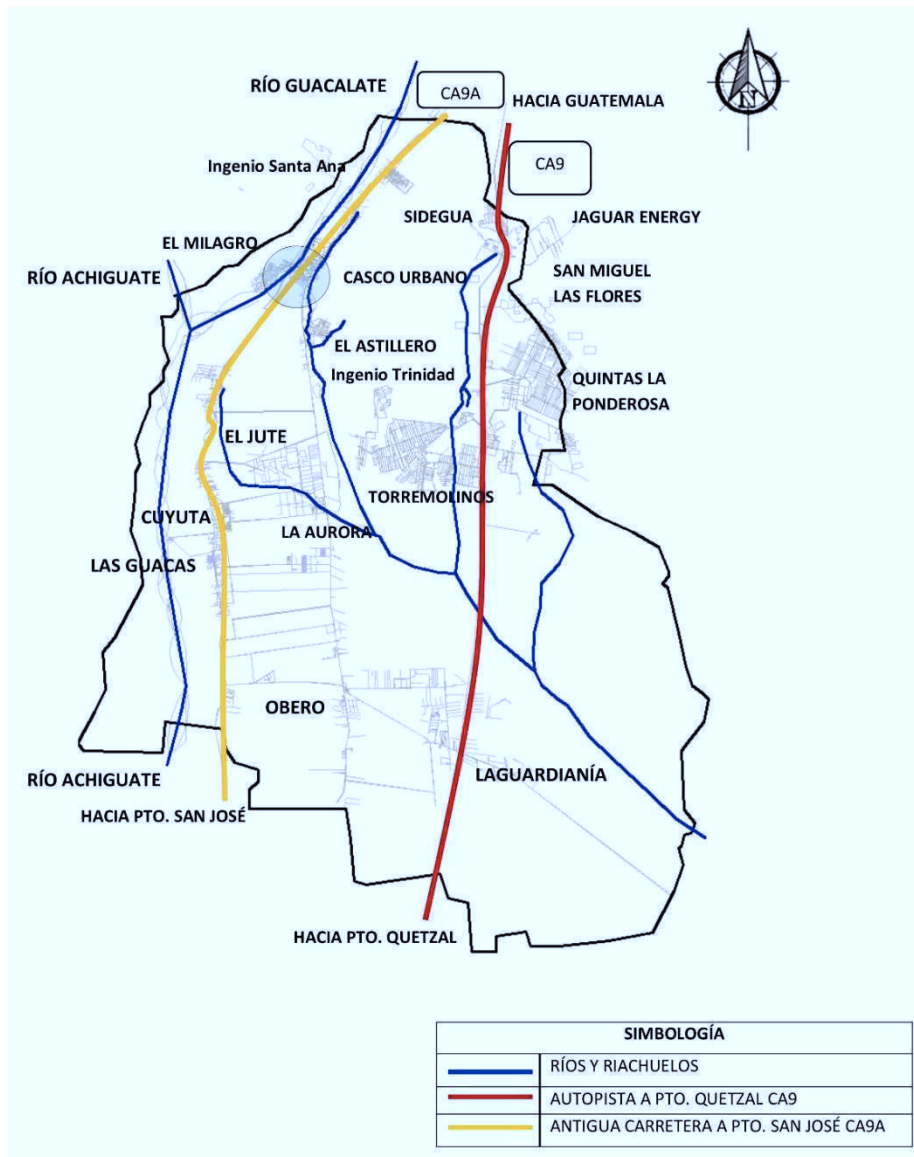 RÍO GUACALATE
CA9A
HACIA GUATEMALA
CA9
Ingenio Santa Ana
N
SIDEGUA
JAGUAR ENERGY
EL MILAGRO
RÍO ACHIGUATE
CASCO URBANO
SAN MIGUEL
LAS FLORES
EL ASTILLERO
Ingenio Trinidad
QUINTAS LA
PONDEROSA
EL JUTE
TORREMOLINOS
CUYUTA
LA AURORA
LAS GUACAS
OBERO
LAGUARDIANÍA
RÍO ACHIGUATE
HACIA PTO. SAN JOSÉ
HACIA PTO. QUETZAL
SIMBOLOGÍA
RÍOS Y RIACHUELOS
AUTOPISTA A PTO. QUETZAL CA9
ANTIGUA CARRETERA A PTO. SAN JOSÉ CA9A